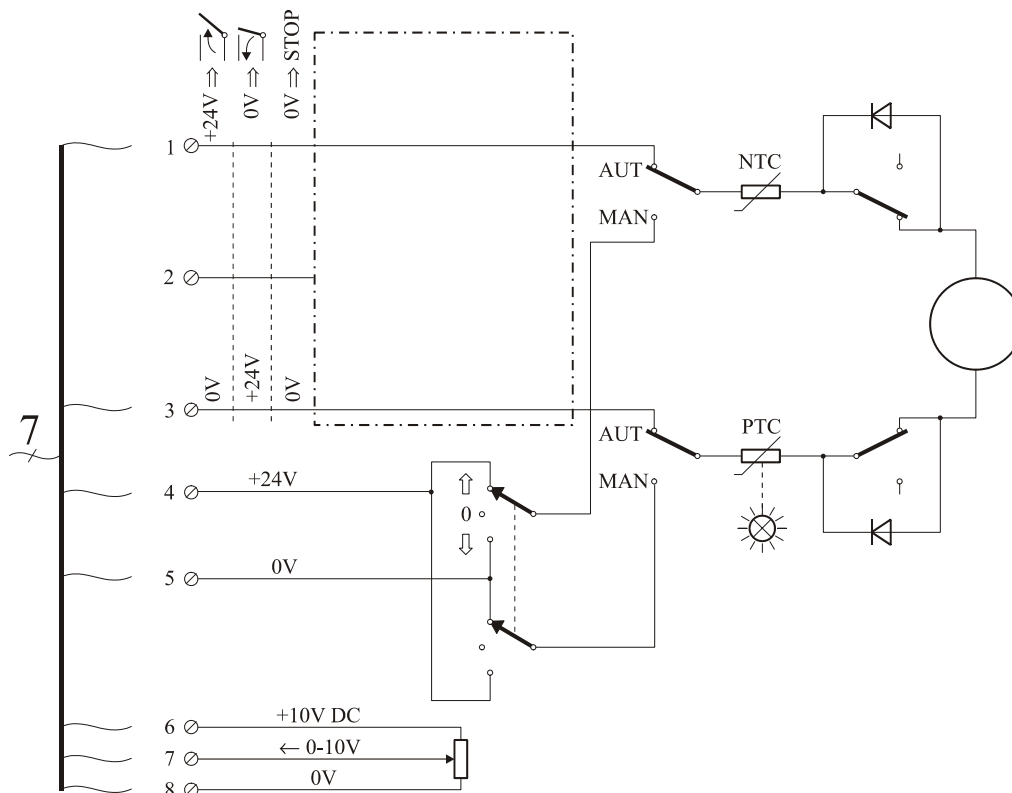 +24V ⇒
0V ⇒
0V ⇒ STOP
1
AUT
NTC
MAN
2
0V
+24V
0V
3
7
AUT
PTC
MAN
4
+24V
0
5
0V
6
+10V DC
7
← 0-10V
8
0V